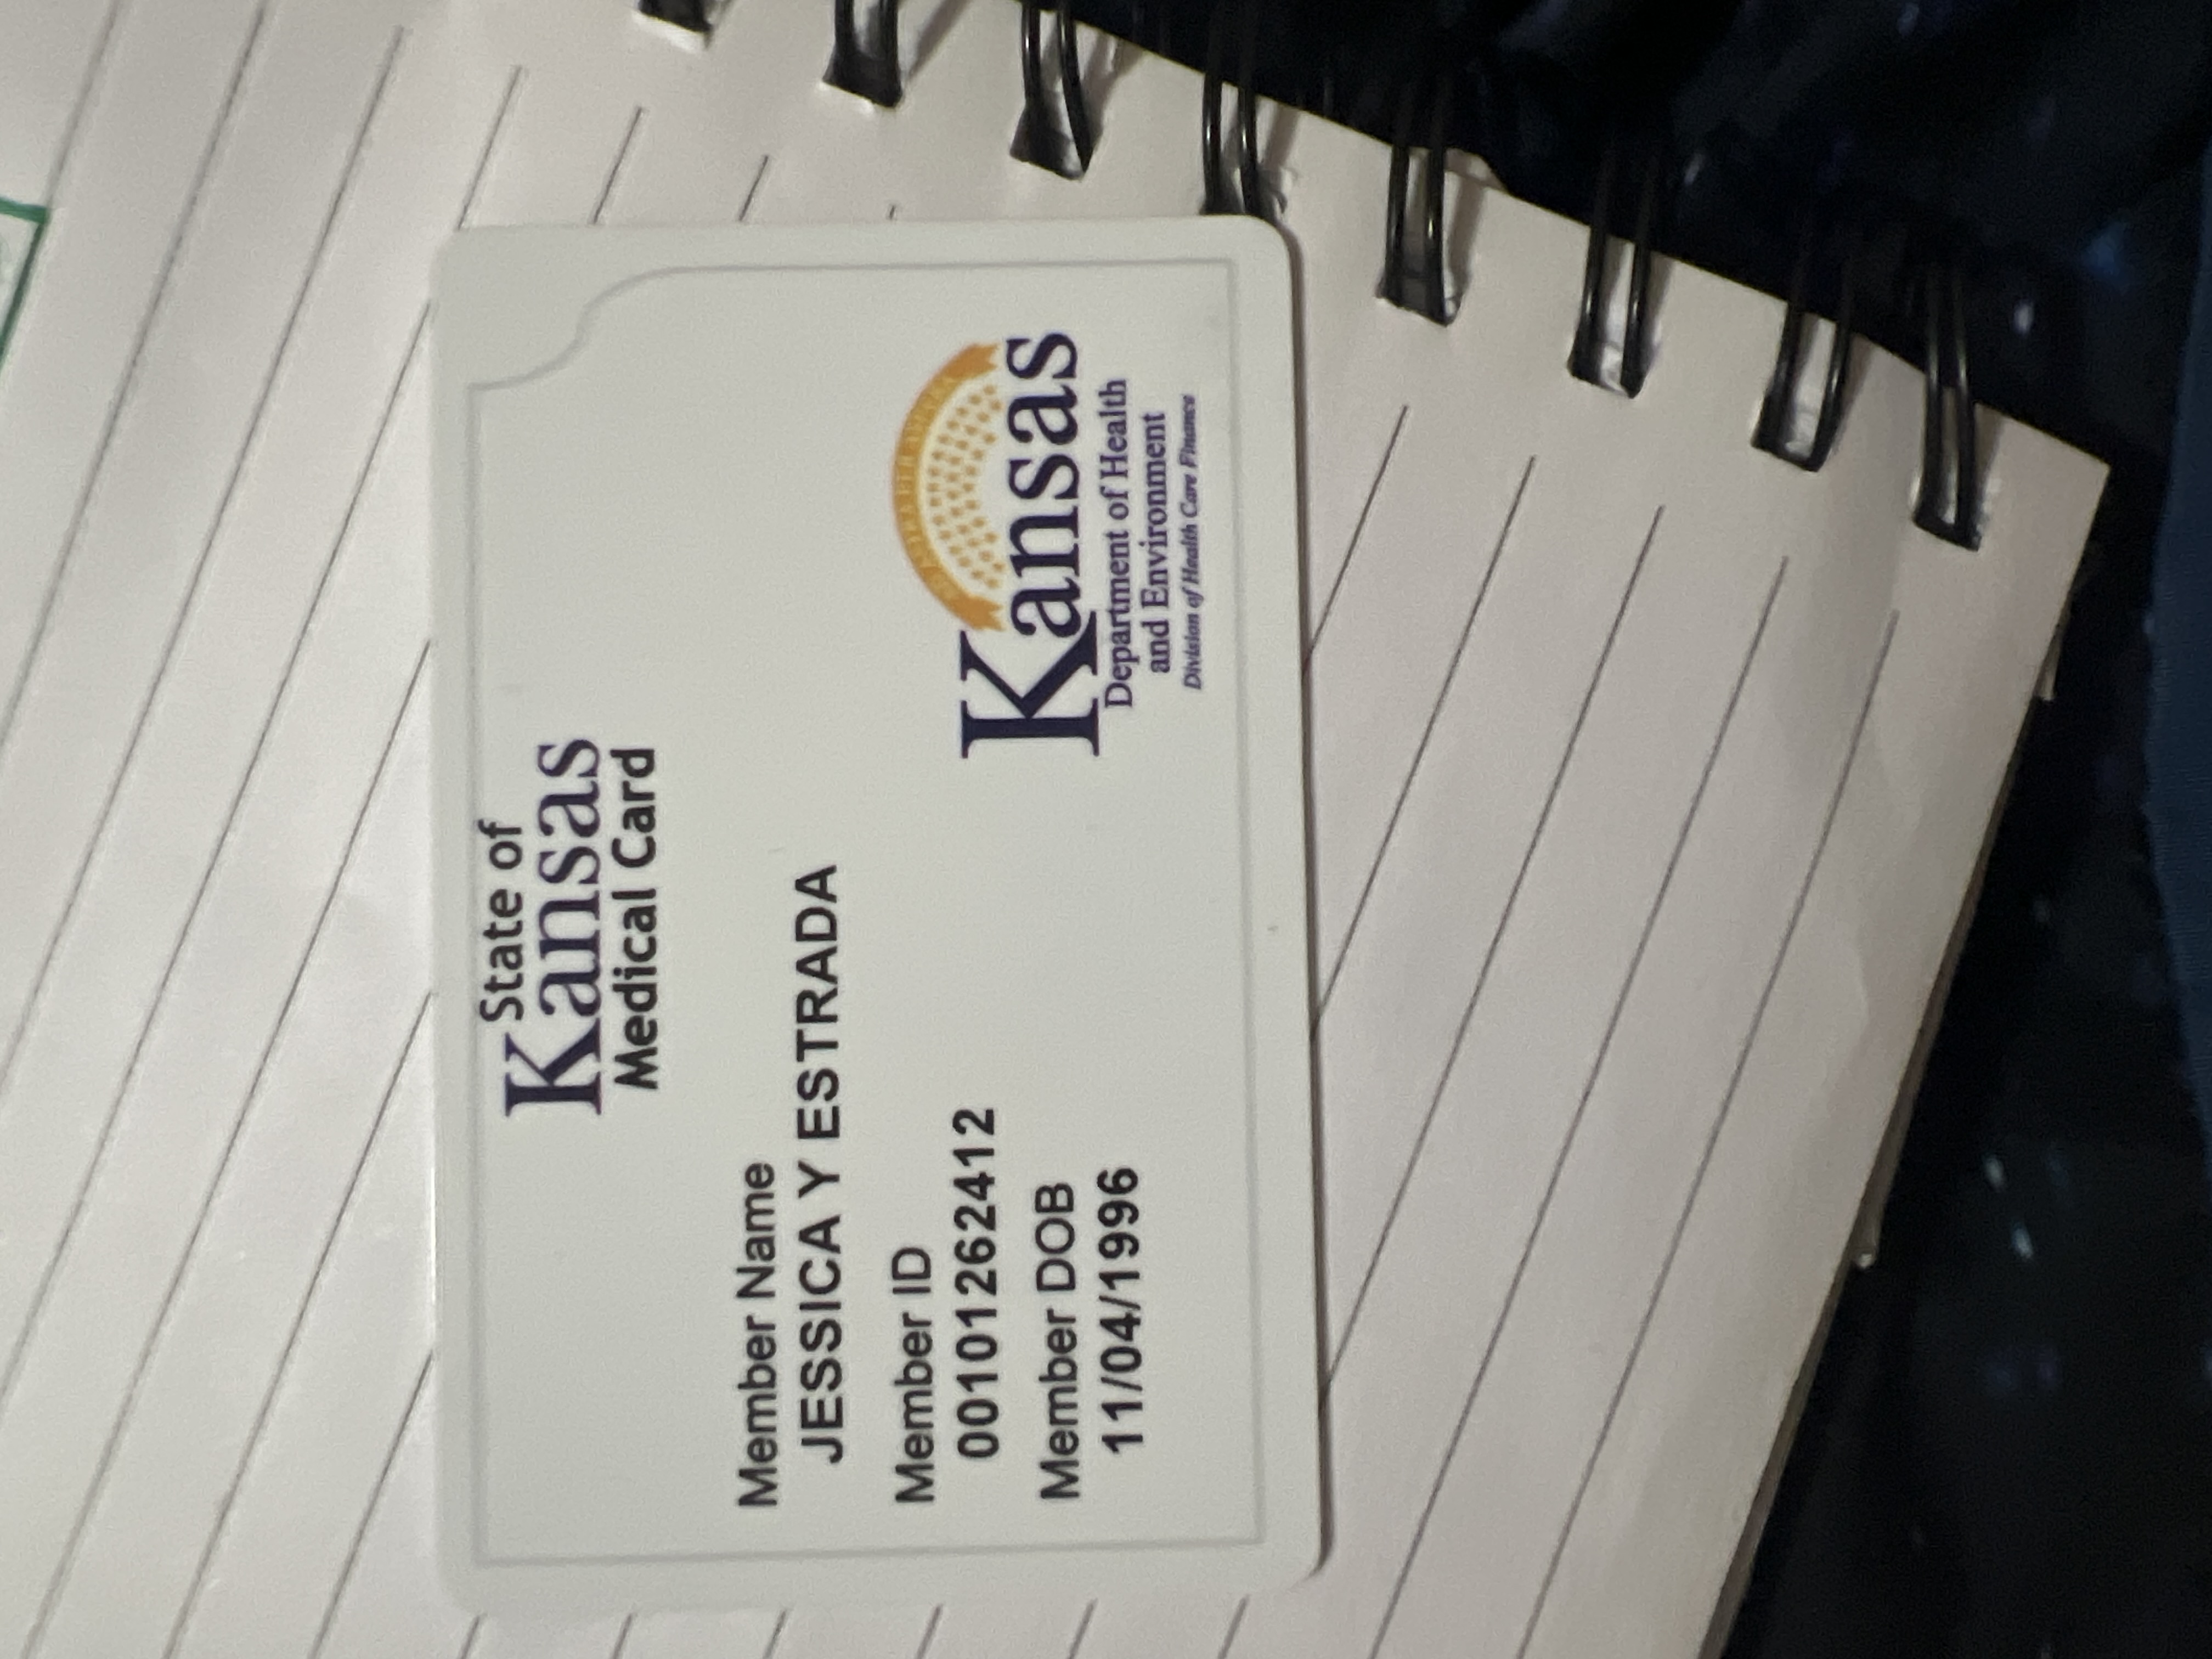 State of
Kansas
Medical Card
Member Name
JESSICA Y ESTRADA
Member ID
00101262412
Member DOB
11/04/1996
Kansas
Department of Health
and Environment
Division of Health Care Finance